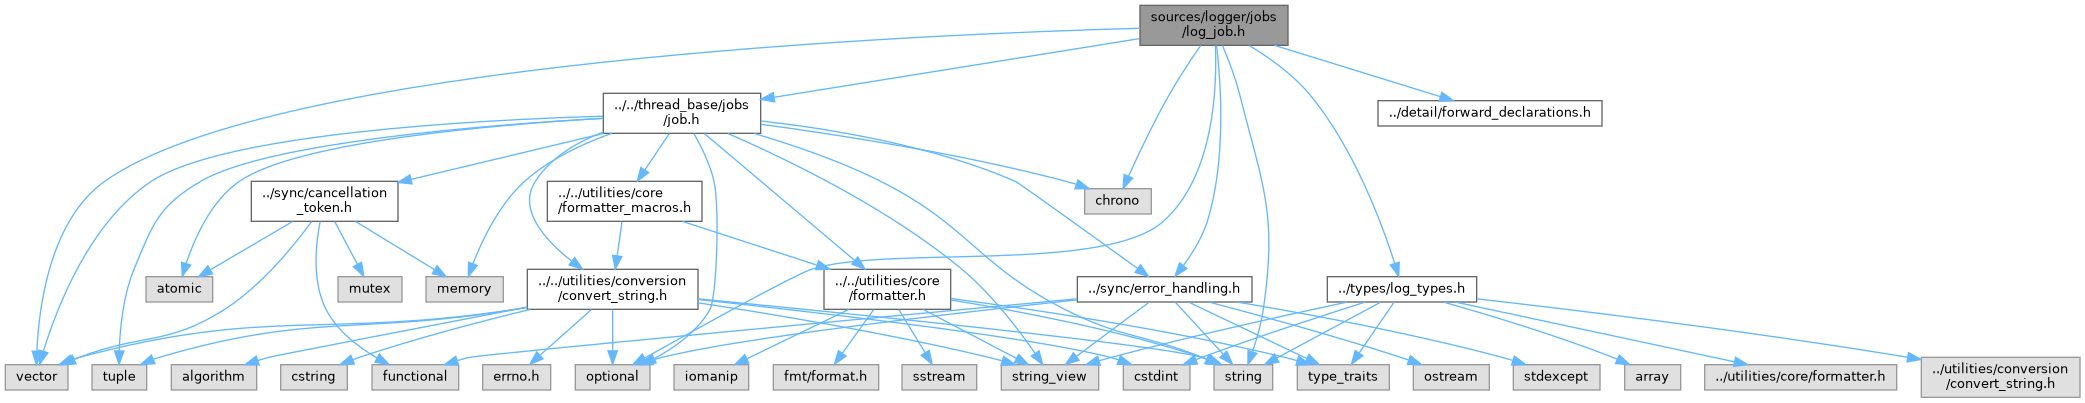 sources/logger/jobs
/log_job.h
../../thread_base/jobs
/job.h
../detail/forward_declarations.h
../sync/cancellation
_token.h
../../utilities/core
/formatter_macros.h
chrono
atomic
mutex
memory
../../utilities/conversion
/convert_string.h
../../utilities/core
/formatter.h
../sync/error_handling.h
../types/log_types.h
vector
tuple
algorithm
cstring
functional
errno.h
optional
iomanip
fmt/format.h
sstream
string_view
cstdint
string
type_traits
ostream
stdexcept
array
../utilities/core/formatter.h
../utilities/conversion
/convert_string.h